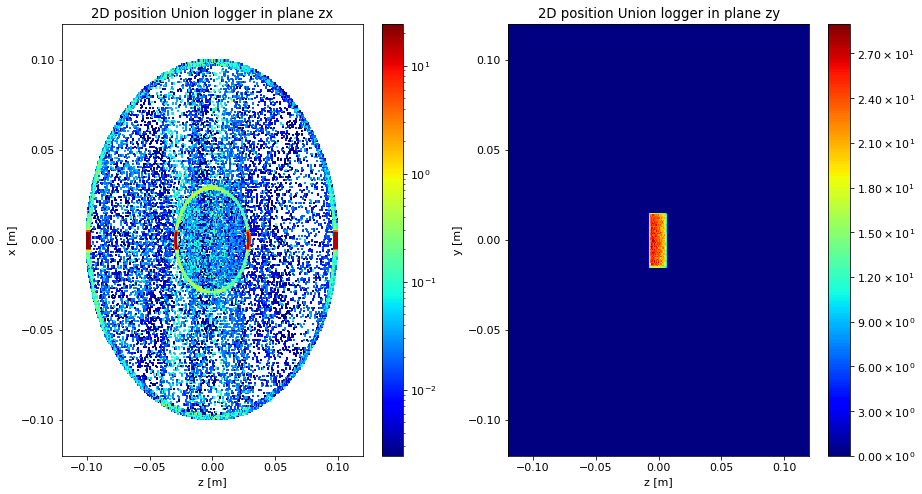 2D position Union logger in plane zx
0.10
0.05
0.00
−0.05
−0.10
x [m]
−0.10 −0.05 0.00 0.05 0.10
z [m]
10¹
10⁰
10⁻¹
10⁻²
2D position Union logger in plane zy
0.10
0.05
0.00
−0.05
−0.10
y [m]
−0.10 −0.05 0.00 0.05 0.10
z [m]
2.70 × 10¹
2.40 × 10¹
2.10 × 10¹
1.80 × 10¹
1.50 × 10¹
1.20 × 10¹
9.00 × 10⁰
6.00 × 10⁰
3.00 × 10⁰
0.00 × 10⁰